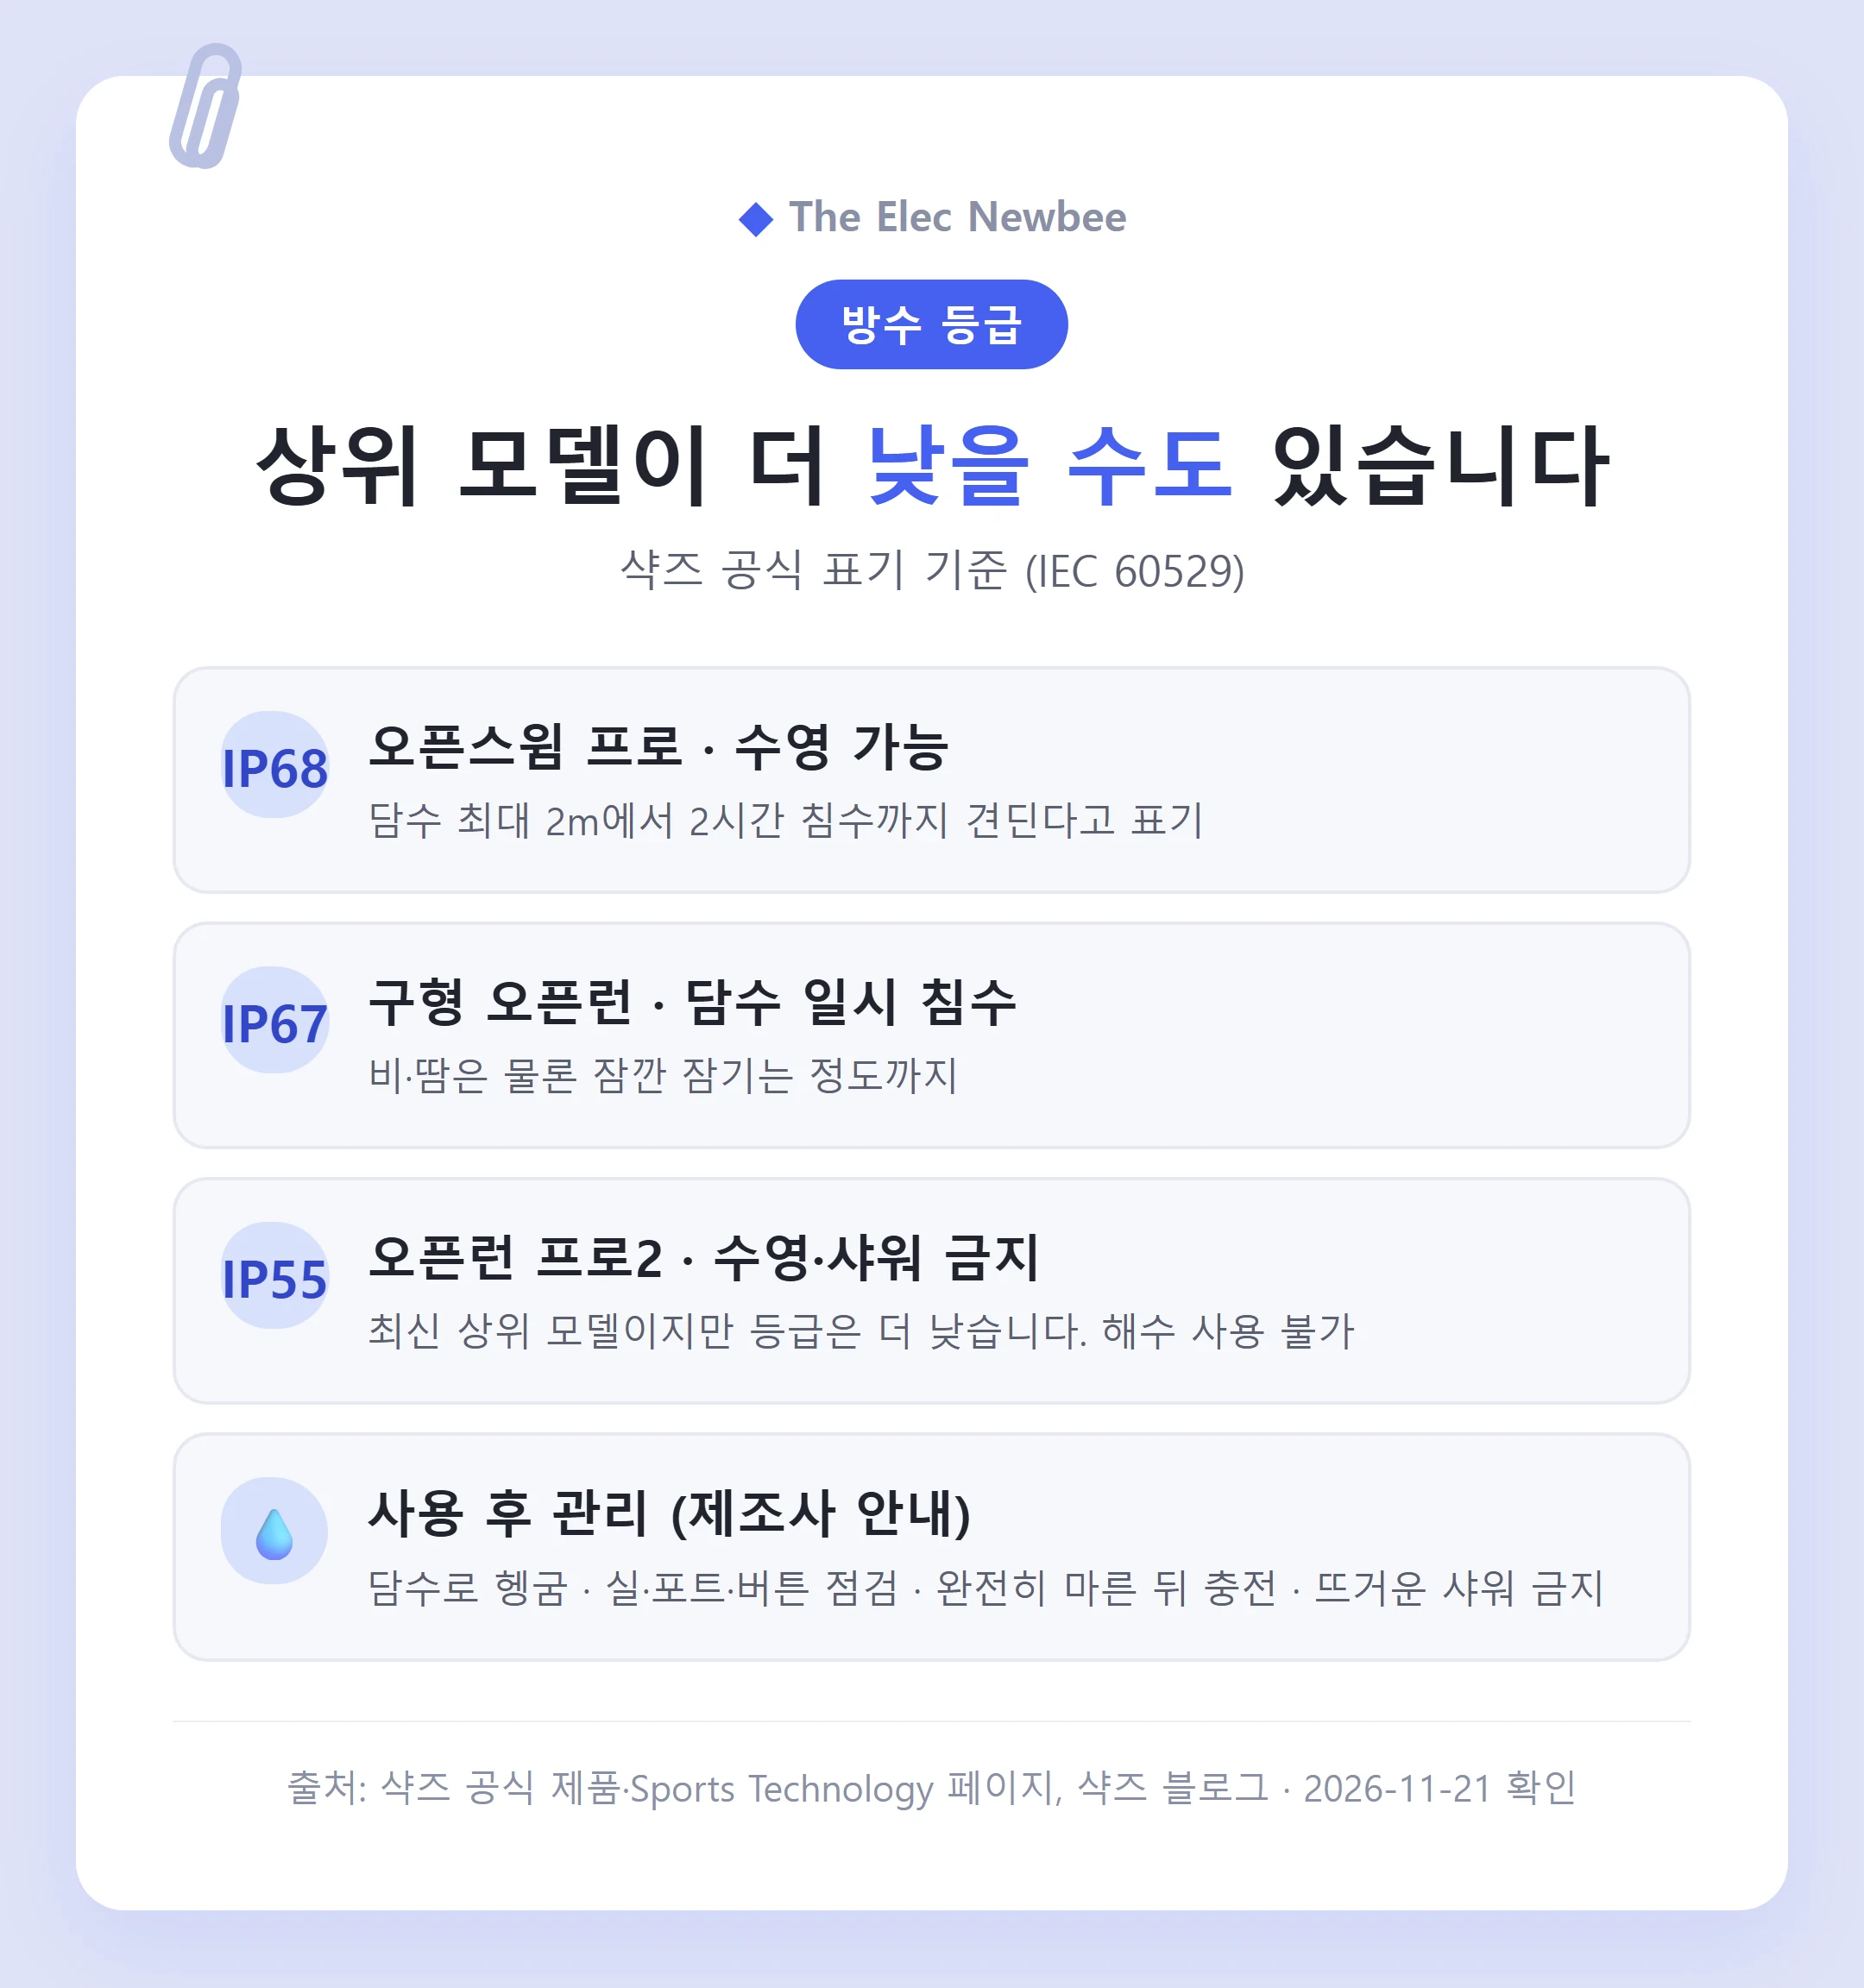 The Elec Newbee
방수 등급
상위 모델이 더 낮을 수도 있습니다
샥즈 공식 표기 기준 (IEC 60529)
IP68
오픈스윔 프로 · 수영 가능
담수 최대 2m에서 2시간 침수까지 견딘다고 표기
IP67
구형 오픈런 · 담수 일시 침수
비·땀은 물론 잠깐 잠기는 정도까지
IP55
오픈런 프로2 · 수영·샤워 금지
최신 상위 모델이지만 등급은 더 낮습니다. 해수 사용 불가
사용 후 관리 (제조사 안내)
담수로 헹굼 · 실·포트·버튼 점검 · 완전히 마른 뒤 충전 · 뜨거운 샤워 금지
출처: 샥즈 공식 제품·Sports Technology 페이지, 샥즈 블로그 · 2026-11-21 확인